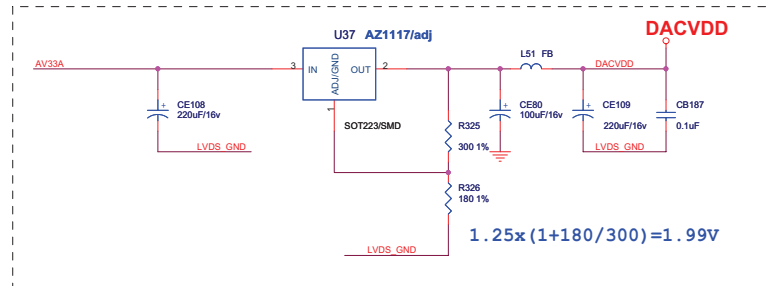 DACVDD
U37 AZ1117/adj
L51 FB
AV33A
3
IN
OUT
2
DACVDD
ADJ/GND
1
+
CE108
220uF/16v
SOT223/SMD
R325
300 1%
+
CE80
100uF/16v
+
CE109
220uF/16v
CB187
0.1uF
LVDS_GND
LVDS_GND
R326
180 1%
1.25x(1+180/300)=1.99V
LVDS_GND